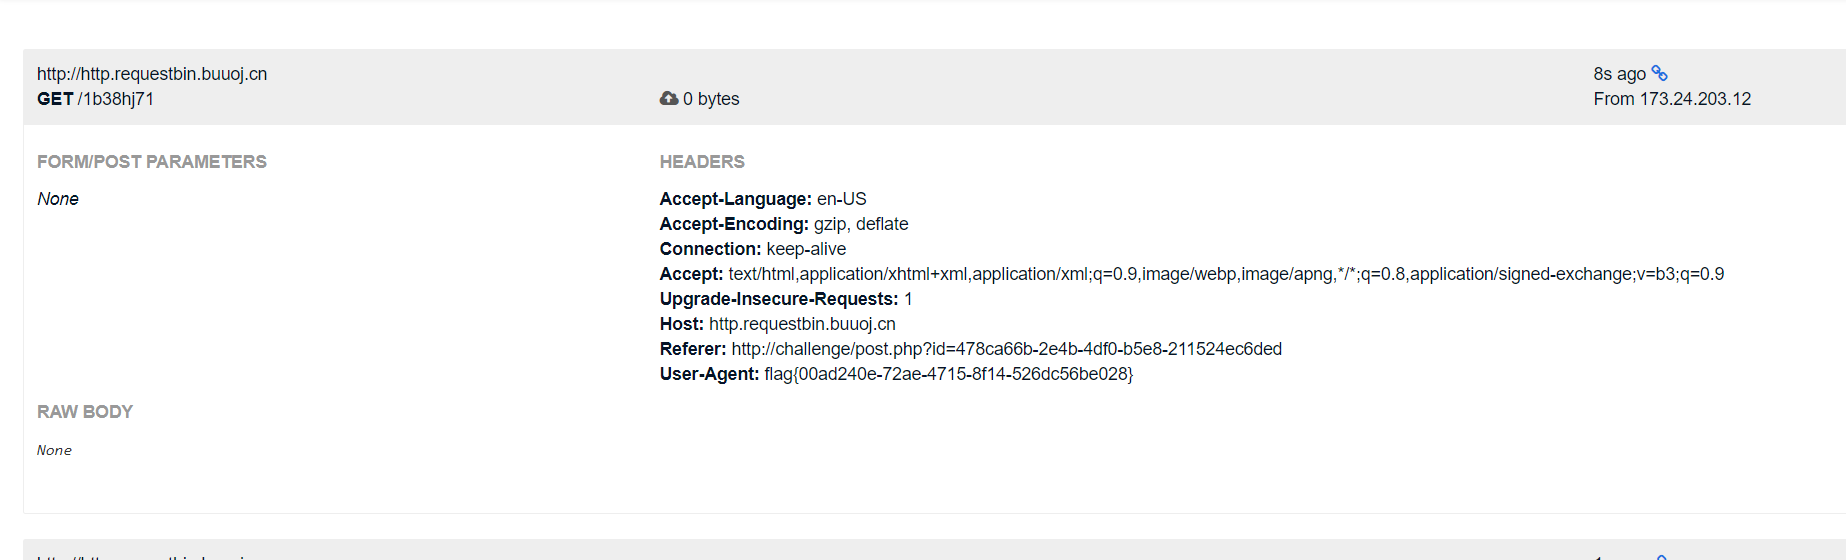 http://http.requestbin.buuoj.cn
GET /1b38hj71
0 bytes
8s ago
From 173.24.203.12
FORM/POST PARAMETERS
None
HEADERS
Accept-Language: en-US
Accept-Encoding: gzip, deflate
Connection: keep-alive
Accept: text/html,application/xhtml+xml,application/xml;q=0.9,image/webp,image/apng,*/*;q=0.8,application/signed-exchange;v=b3;q=0.9
Upgrade-Insecure-Requests: 1
Host: http.requestbin.buuoj.cn
Referer: http://challenge/post.php?id=478ca66b-2e4b-4df0-b5e8-211524ec6ded
User-Agent: flag{00ad240e-72ae-4715-8f14-526dc56be028}
RAW BODY
None